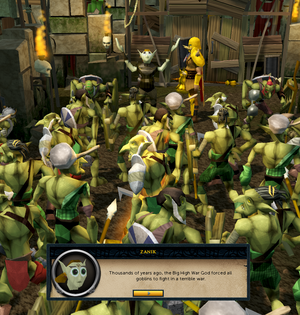 ZANIK
Thousands of years ago, the Big High War God forced all
goblins to fight in a terrible war.